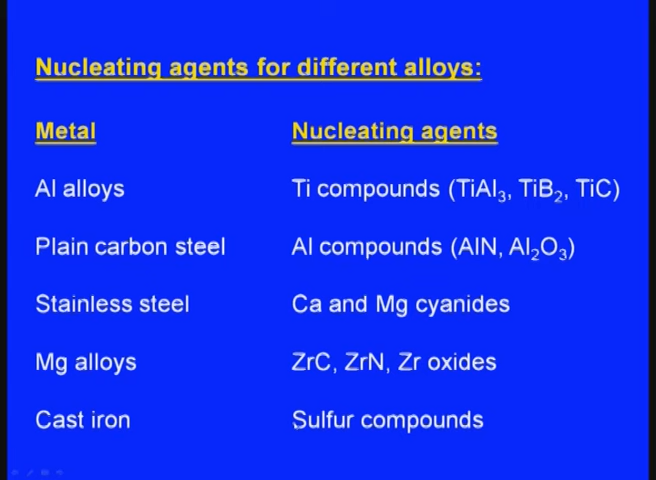 Nucleating agents for different alloys:
Metal Nucleating agents
Al alloys Ti compounds (TiAl₃, TiB₂, TiC)
Plain carbon steel Al compounds (AlN, Al₂O₃)
Stainless steel Ca and Mg cyanides
Mg alloys ZrC, ZrN, Zr oxides
Cast iron Sulfur compounds